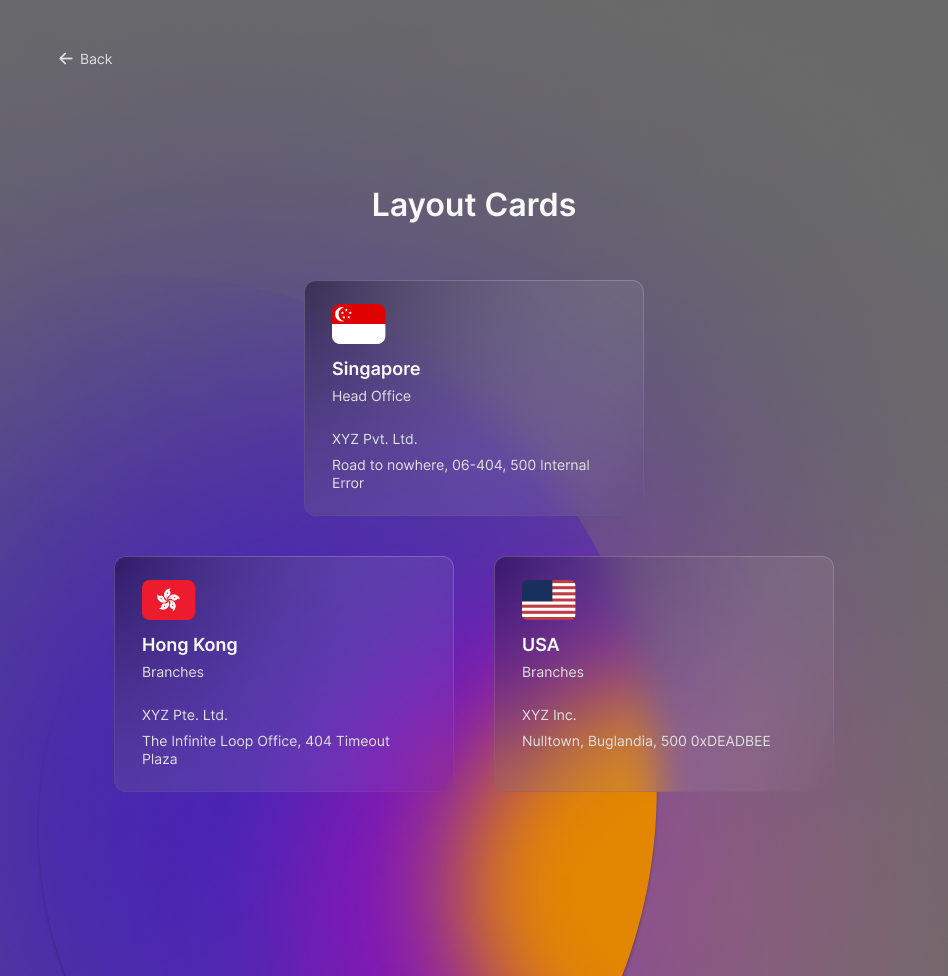 Back
Layout Cards
Singapore
Head Office
XYZ Pvt. Ltd.
Road to nowhere, 06-404, 500 Internal
Error
Hong Kong
Branches
XYZ Pte. Ltd.
The Infinite Loop Office, 404 Timeout
Plaza
USA
Branches
XYZ Inc.
Nulltown, Buglandia, 500 0xDEADBEE